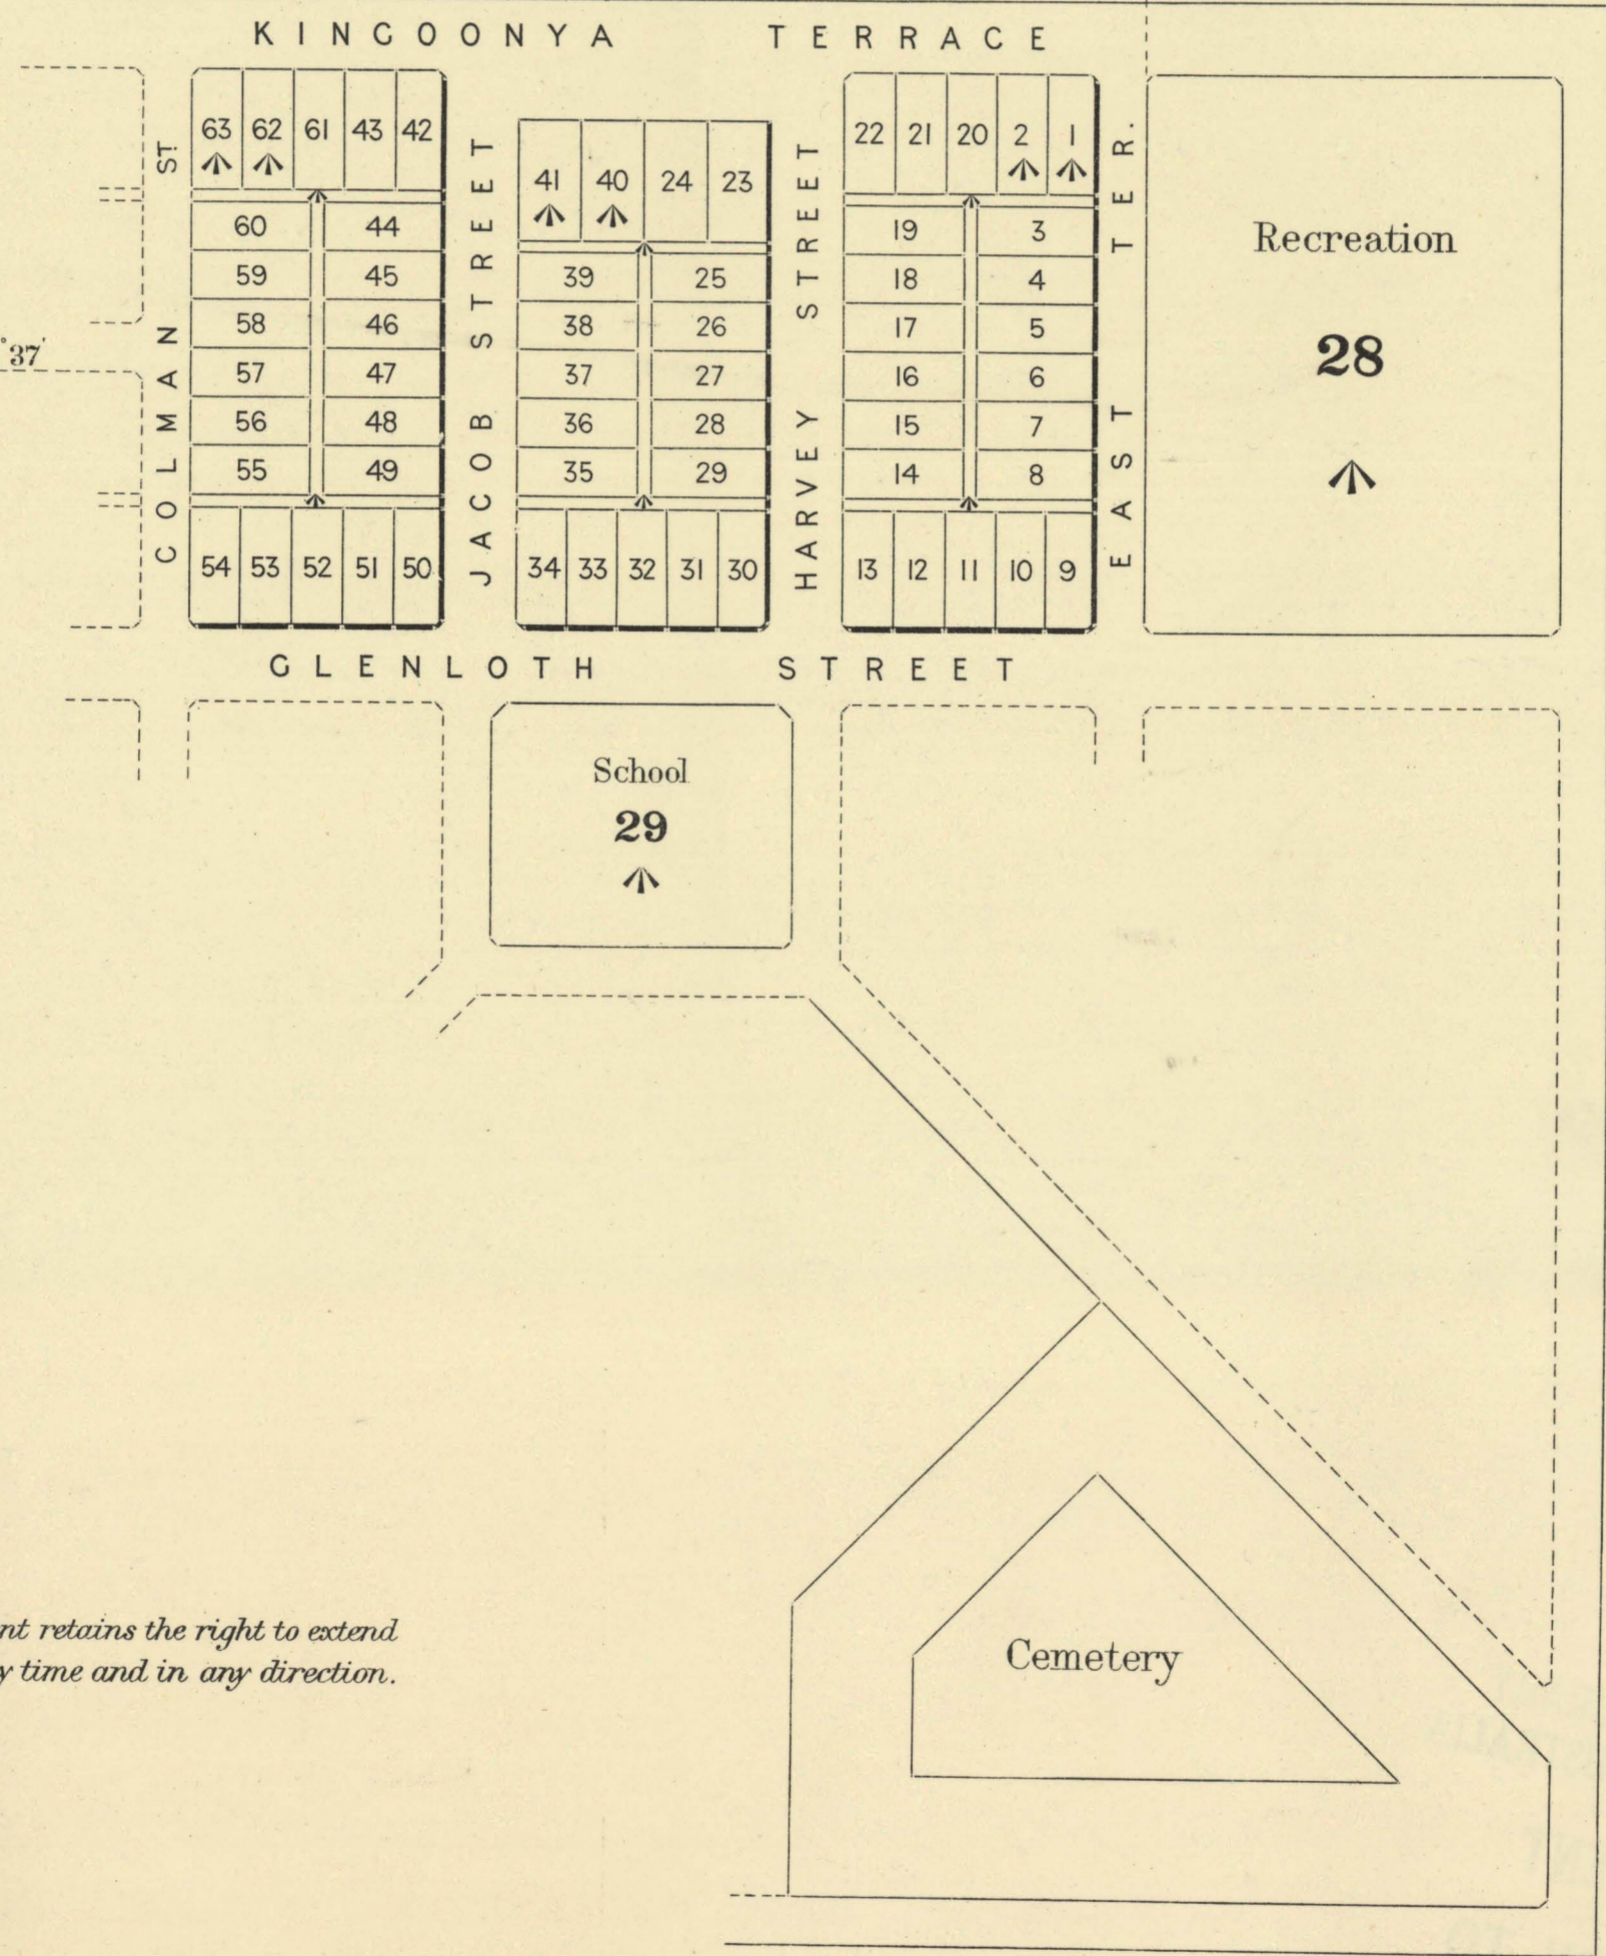 KINGOONYA TERRACE
63 62 61 43 42
60 44
59 45
58 46
57 47
56 48
55 49
54 53 52 51 50
41 40 24 23
39 25
38 26
37 27
36 28
35 29
34 33 32 31 30
22 21 20 2 1
19 3
18 4
17 5
16 6
15 7
14 8
13 12 11 10 9
COLMAN ST.
JACOB STREET
HARVEY STREET
EAST TER.
°37'
Recreation
28
GLENLOTH STREET
School
29
nt retains the right to extend
y time and in any direction.
Cemetery